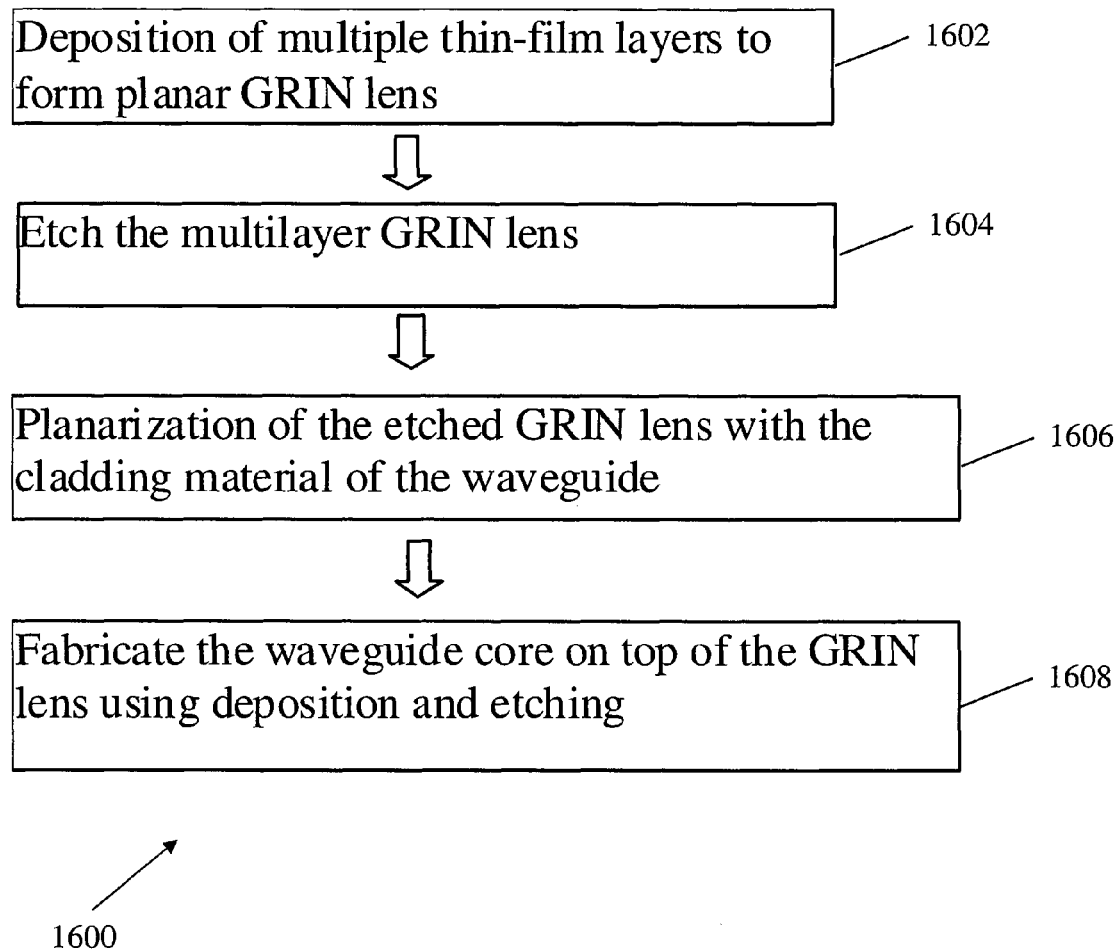 Deposition of multiple thin-film layers to
form planar GRIN lens
1602
Etch the multilayer GRIN lens
1604
Planarization of the etched GRIN lens with the
cladding material of the waveguide
1606
Fabricate the waveguide core on top of the GRIN
lens using deposition and etching
1608
1600